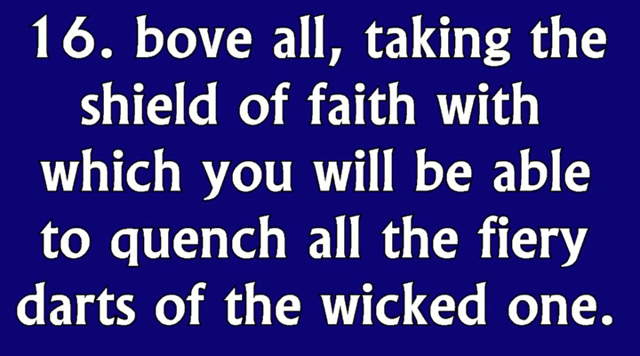 16. bove all, taking the
shield of faith with
which you will be able
to quench all the fiery
darts of the wicked one.